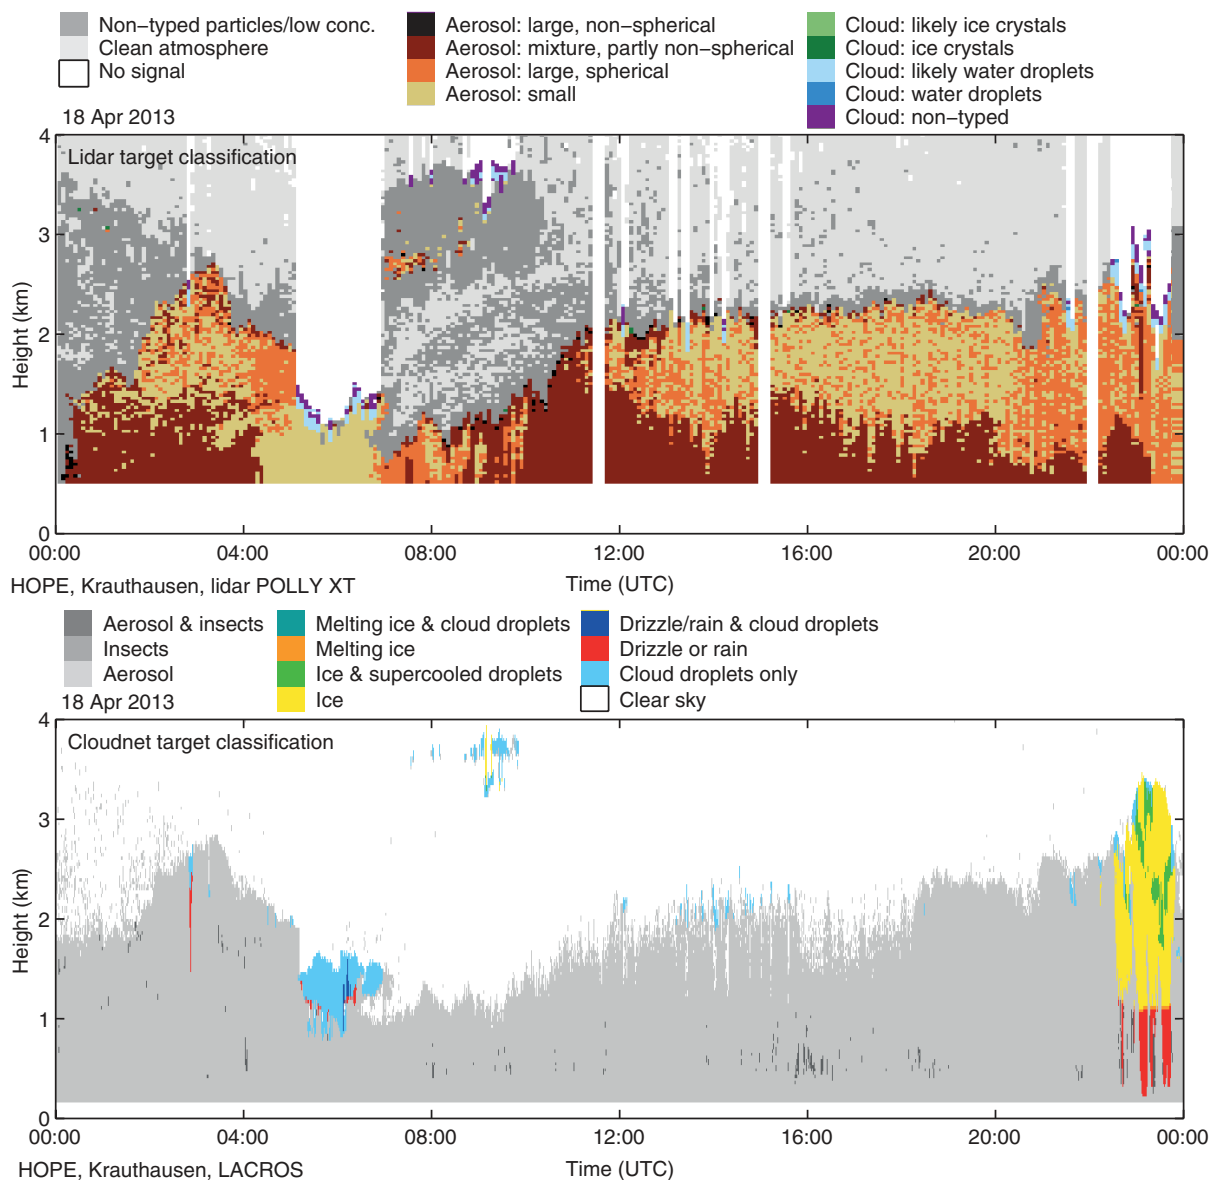 Non−typed particles/low conc.
Clean atmosphere
No signal
Aerosol: large, non−spherical
Aerosol: mixture, partly non−spherical
Aerosol: large, spherical
Aerosol: small
Cloud: likely ice crystals
Cloud: ice crystals
Cloud: likely water droplets
Cloud: water droplets
Cloud: non−typed
18 Apr 2013
Lidar target classification
Height (km)
4
3
2
1
0
00:00 04:00 08:00 12:00 16:00 20:00 00:00
HOPE, Krauthausen, lidar POLLY XT
Time (UTC)
Aerosol & insects
Insects
Aerosol
Melting ice & cloud droplets
Melting ice
Ice & supercooled droplets
Ice
Drizzle/rain & cloud droplets
Drizzle or rain
Cloud droplets only
Clear sky
18 Apr 2013
Cloudnet target classification
Height (km)
4
3
2
1
0
00:00 04:00 08:00 12:00 16:00 20:00 00:00
HOPE, Krauthausen, LACROS
Time (UTC)